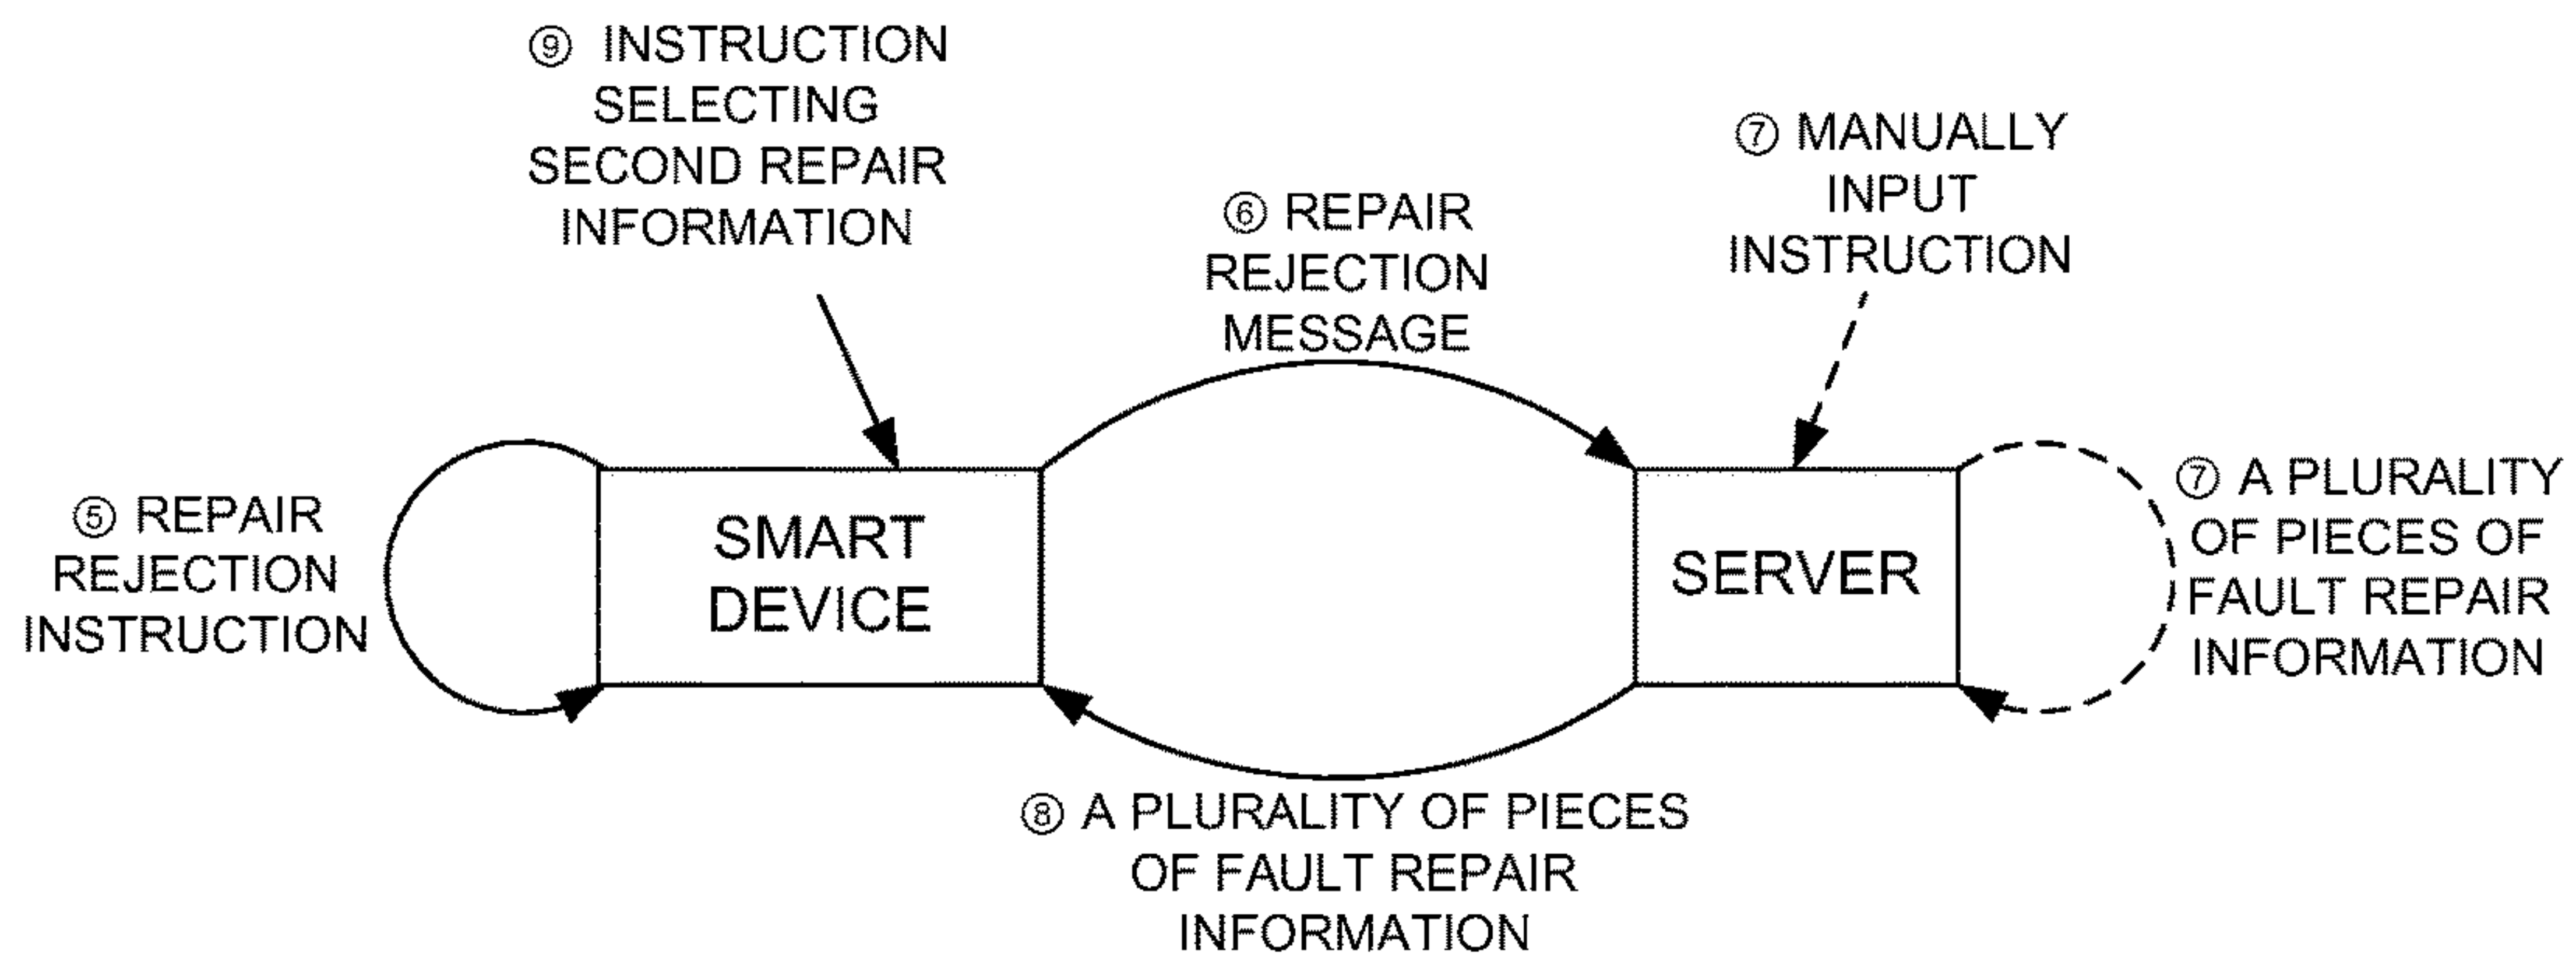 ⑨ INSTRUCTION
SELECTING
SECOND REPAIR
INFORMATION
⑦ MANUALLY
INPUT
INSTRUCTION
⑥ REPAIR
REJECTION
MESSAGE
⑤ REPAIR
REJECTION
INSTRUCTION
SMART
DEVICE
SERVER
⑦ A PLURALITY
OF PIECES OF
FAULT REPAIR
INFORMATION
⑧ A PLURALITY OF PIECES
OF FAULT REPAIR
INFORMATION